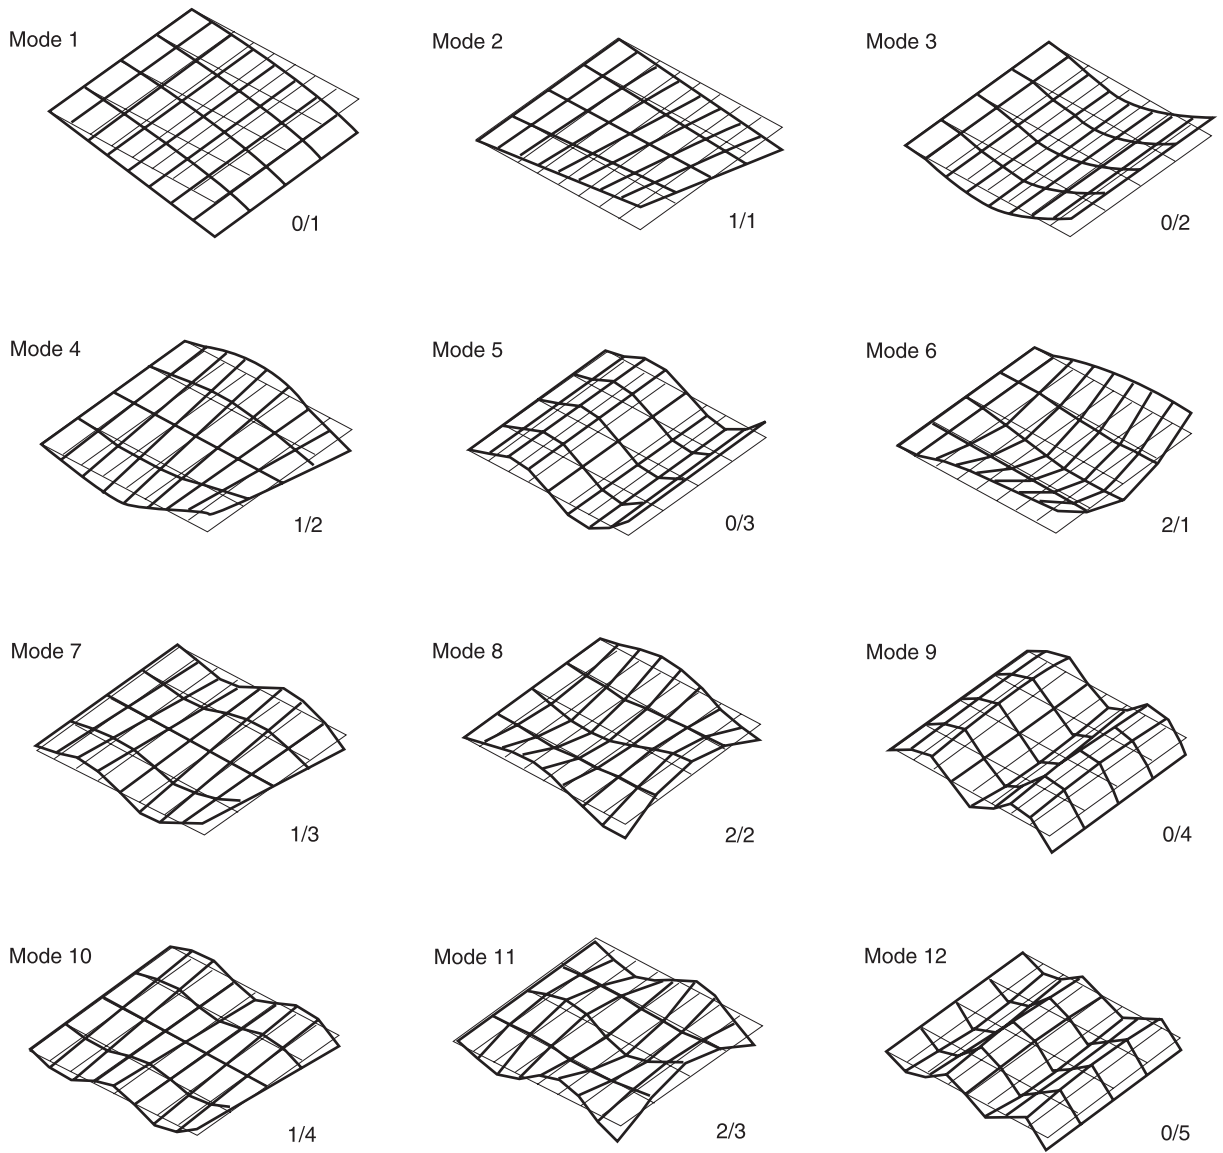 Mode 1
0/1
Mode 2
1/1
Mode 3
0/2
Mode 4
1/2
Mode 5
0/3
Mode 6
2/1
Mode 7
1/3
Mode 8
2/2
Mode 9
0/4
Mode 10
1/4
Mode 11
2/3
Mode 12
0/5